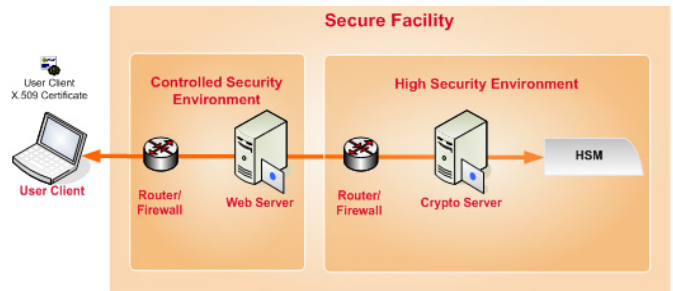 Secure Facility
User Client
X.509 Certificate
Controlled Security
Environment
High Security Environment
HSM
User Client
Router/
Firewall
Web Server
Router/
Firewall
Crypto Server